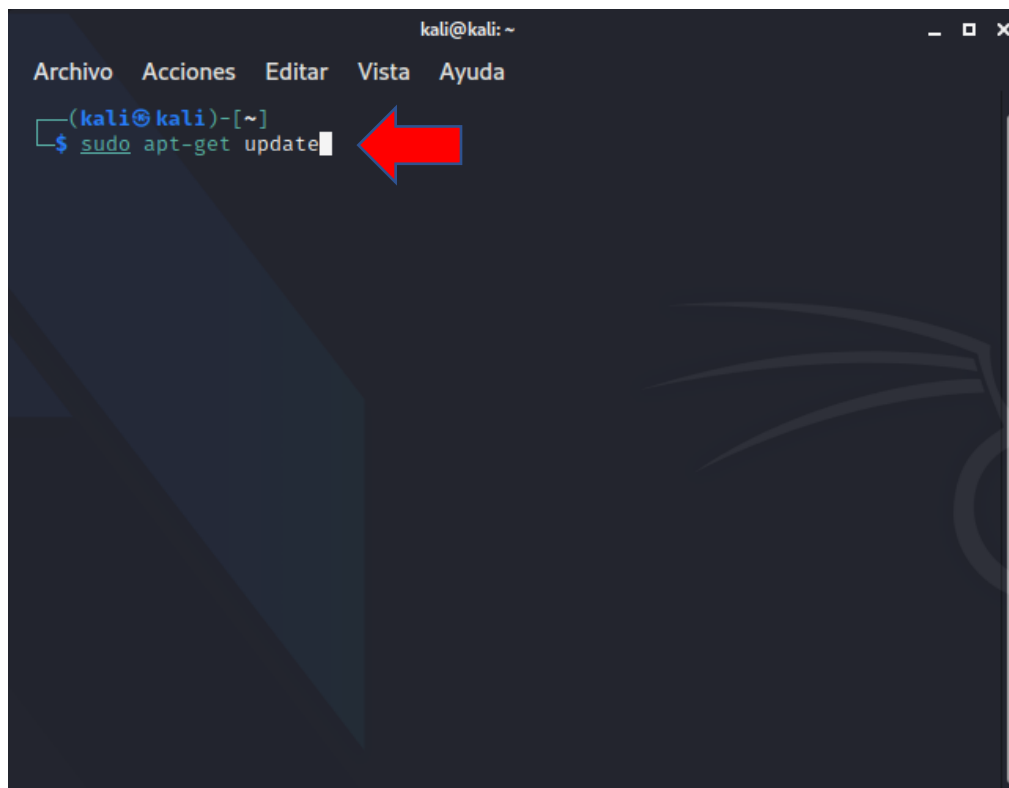 kali@kali: ~
Archivo Acciones Editar Vista Ayuda
┌──(kali㉿kali)-[~]
└─$ sudo apt-get update